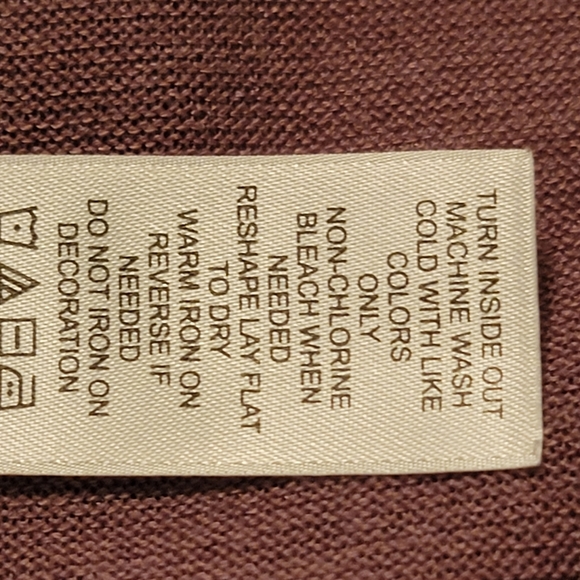 TURN INSIDE OUT
MACHINE WASH
COLD WITH LIKE
COLORS
ONLY
NON-CHLORINE
BLEACH WHEN
NEEDED
RESHAPE LAY FLAT
TO DRY
WARM IRON ON
REVERSE IF
NEEDED
DO NOT IRON ON
DECORATION